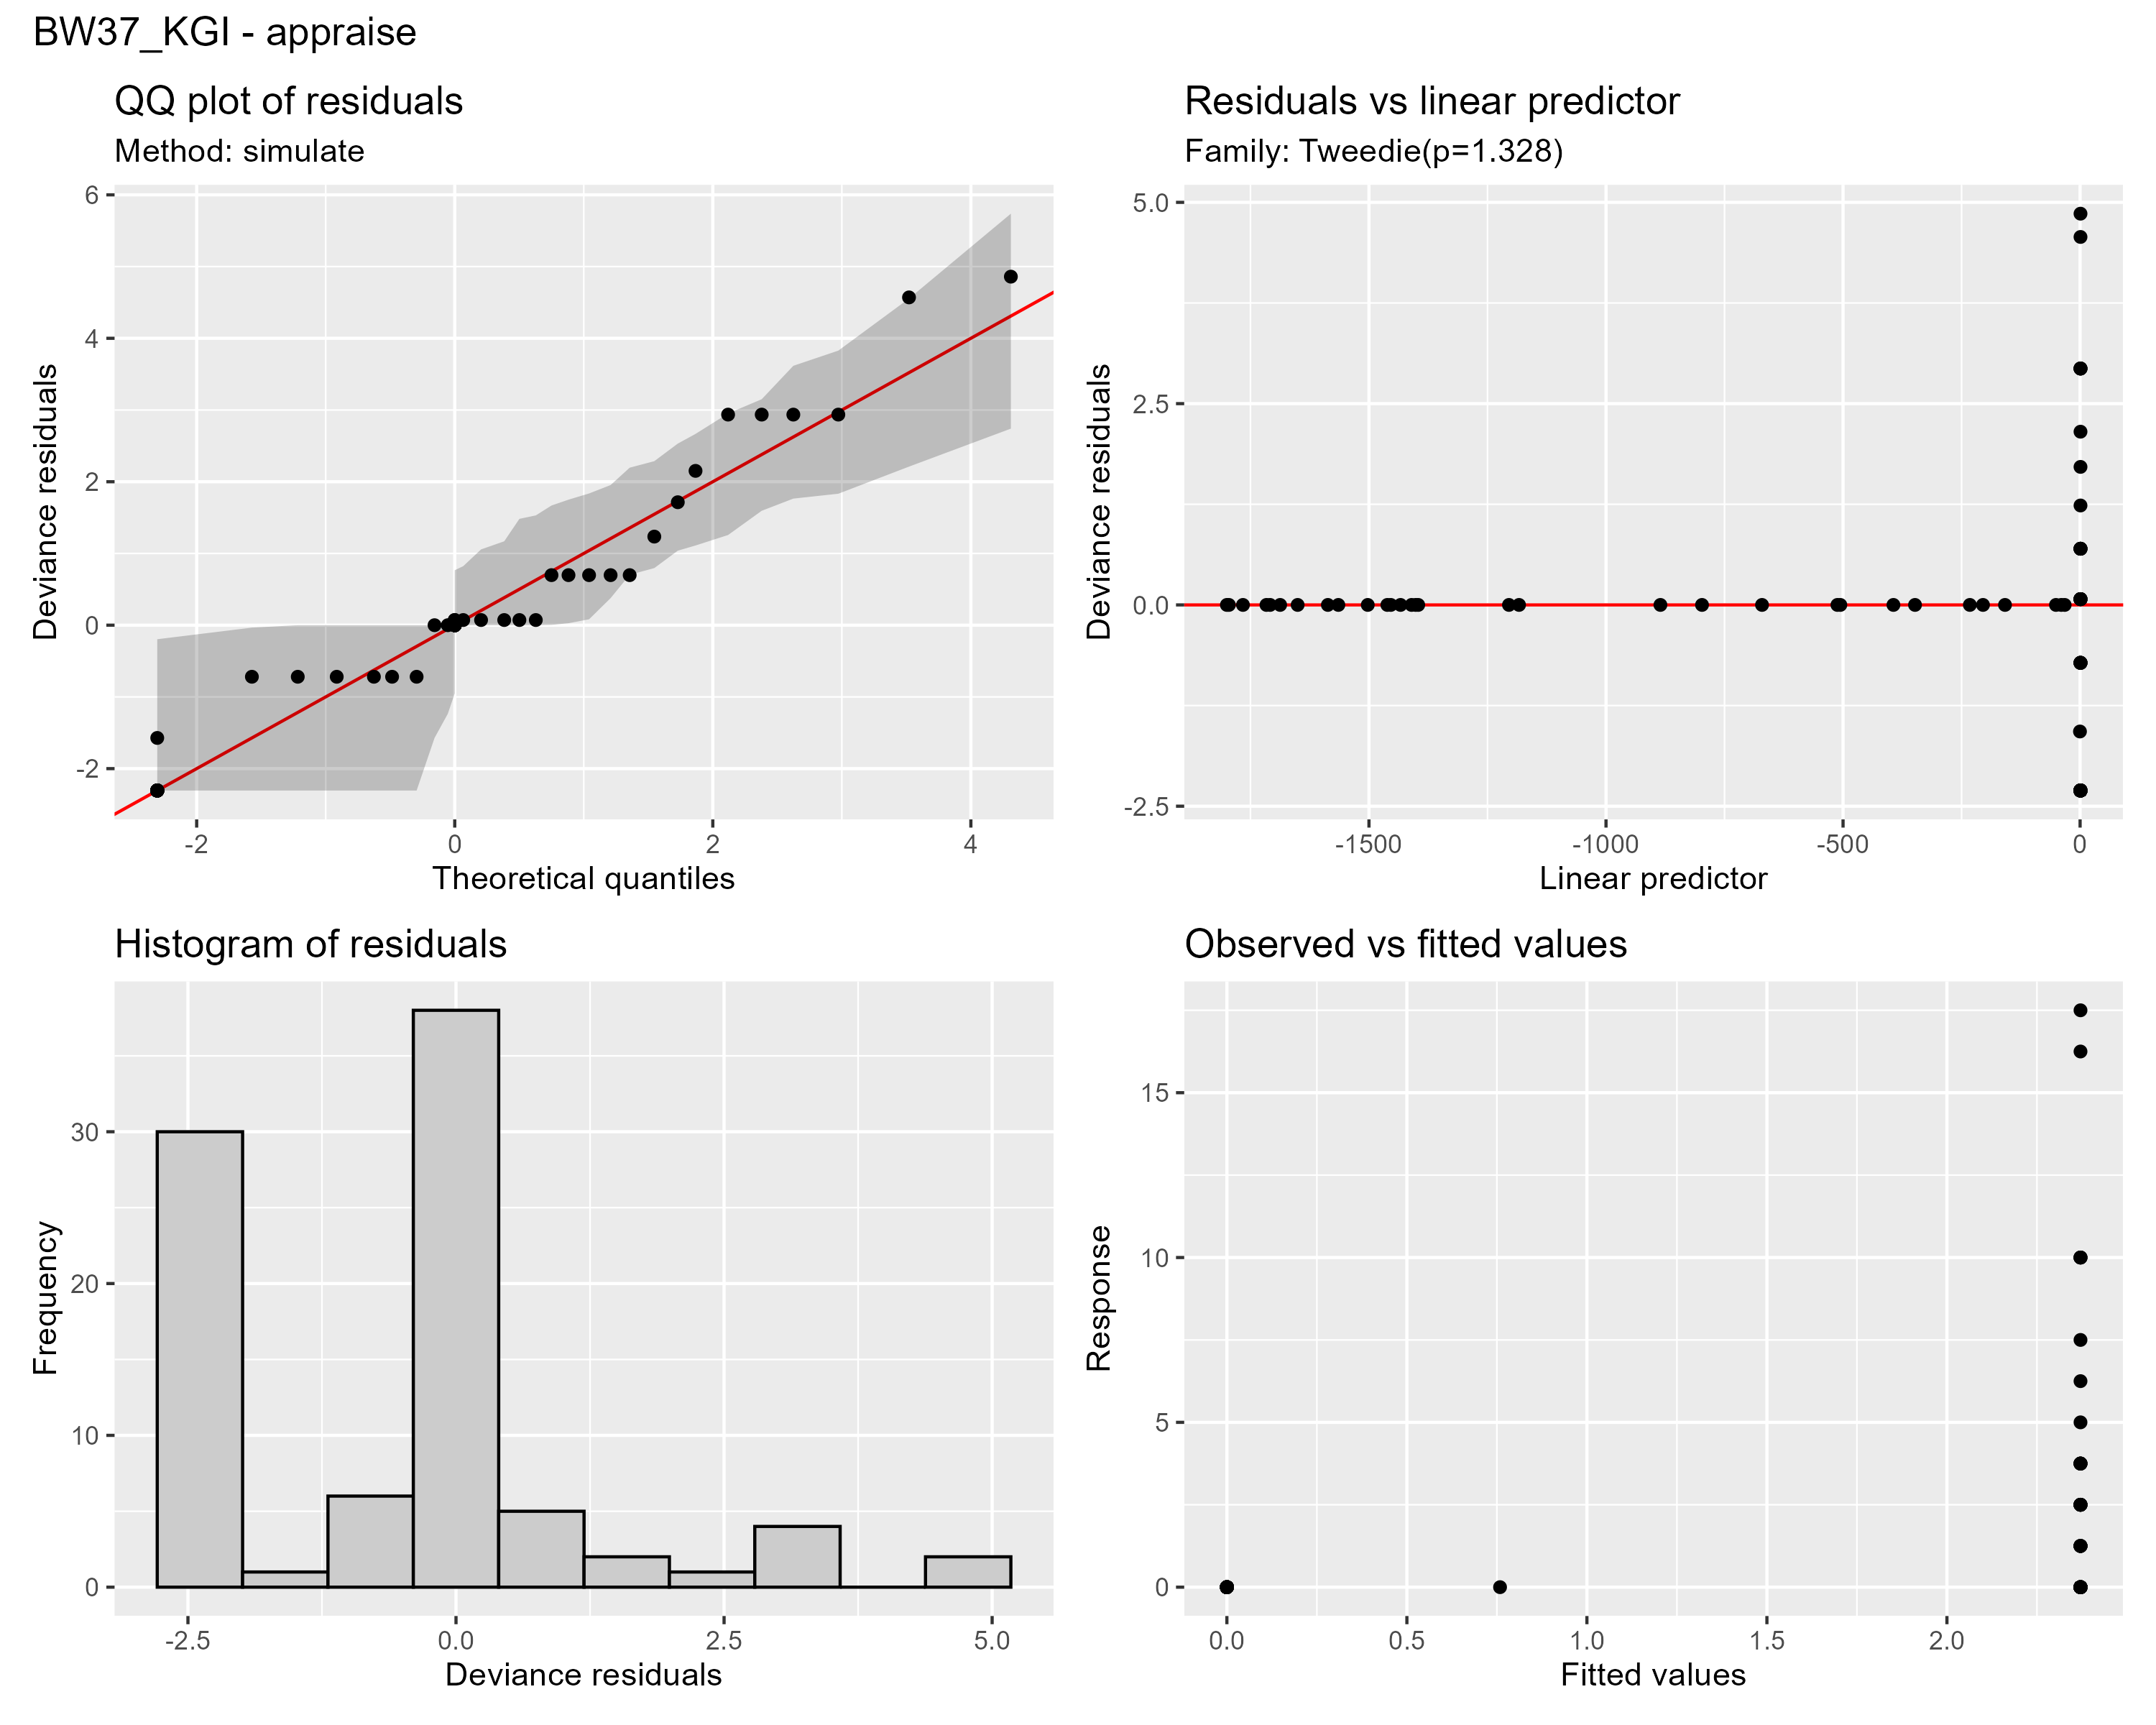 BW37_KGI - appraise
QQ plot of residuals
Method: simulate
6
4
2
0
-2
-2
0
2
4
Deviance residuals
Theoretical quantiles
Residuals vs linear predictor
Family: Tweedie(p=1.328)
5.0
2.5
0.0
-2.5
-1500
-1000
-500
0
Deviance residuals
Linear predictor
Histogram of residuals
30
20
10
0
-2.5
0.0
2.5
5.0
Frequency
Deviance residuals
Observed vs fitted values
15
10
5
0
0.0
0.5
1.0
1.5
2.0
Response
Fitted values